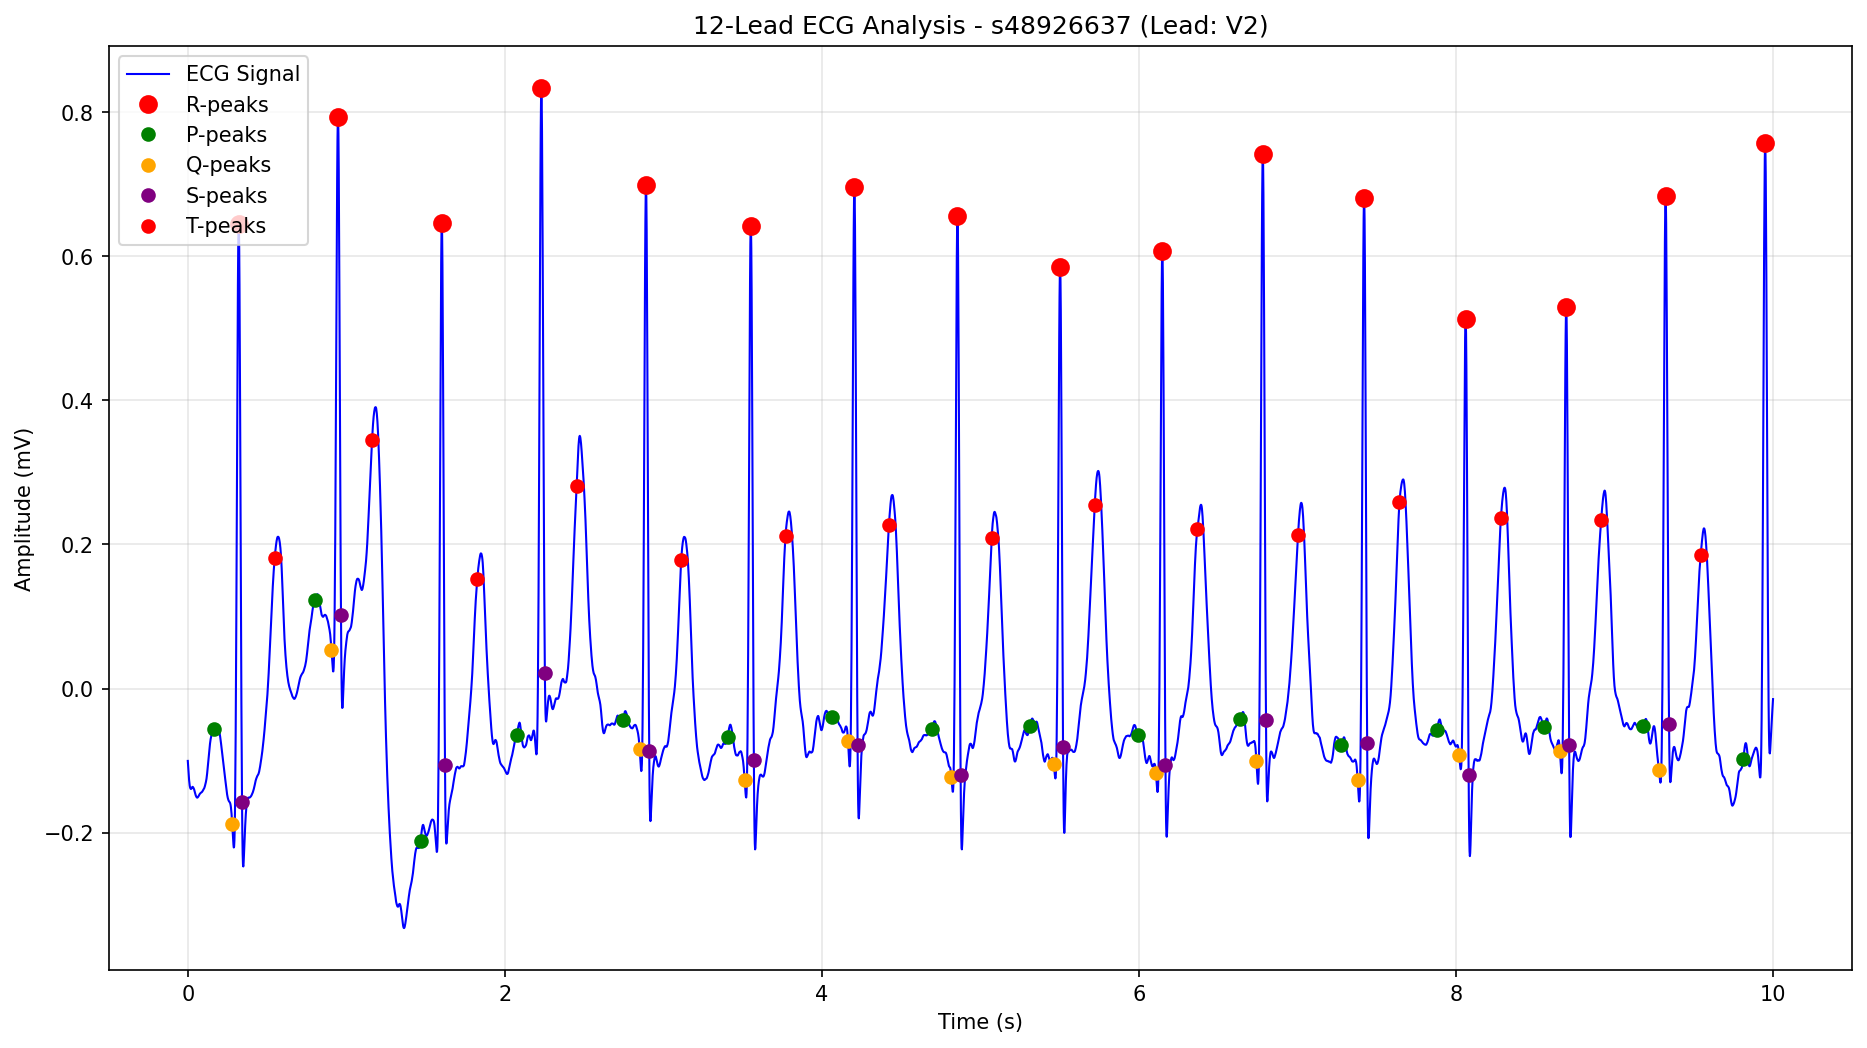 12-Lead ECG Analysis - s48926637 (Lead: V2)
ECG Signal
R-peaks
P-peaks
Q-peaks
S-peaks
T-peaks
Amplitude (mV)
0.8
0.6
0.4
0.2
0.0
−0.2
0 2 4 6 8 10
Time (s)